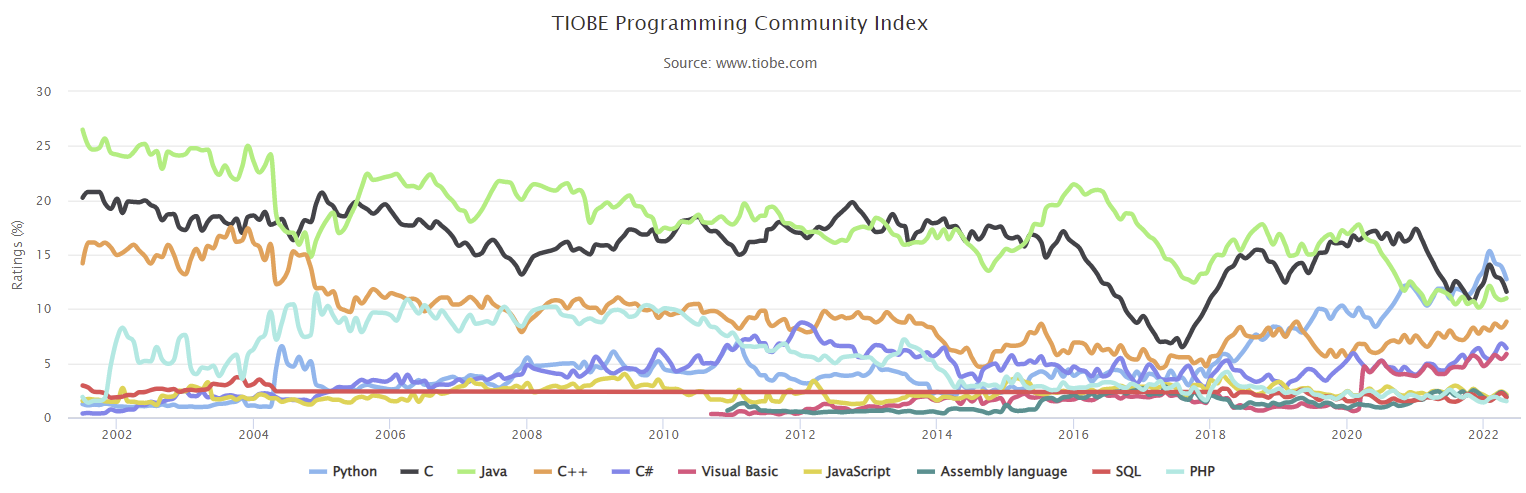 TIOBE Programming Community Index
Source: www.tiobe.com
Ratings (%)
30
25
20
15
10
5
0
2002 2004 2006 2008 2010 2012 2014 2016 2018 2020 2022
Python C Java C++ C# Visual Basic JavaScript Assembly language SQL PHP